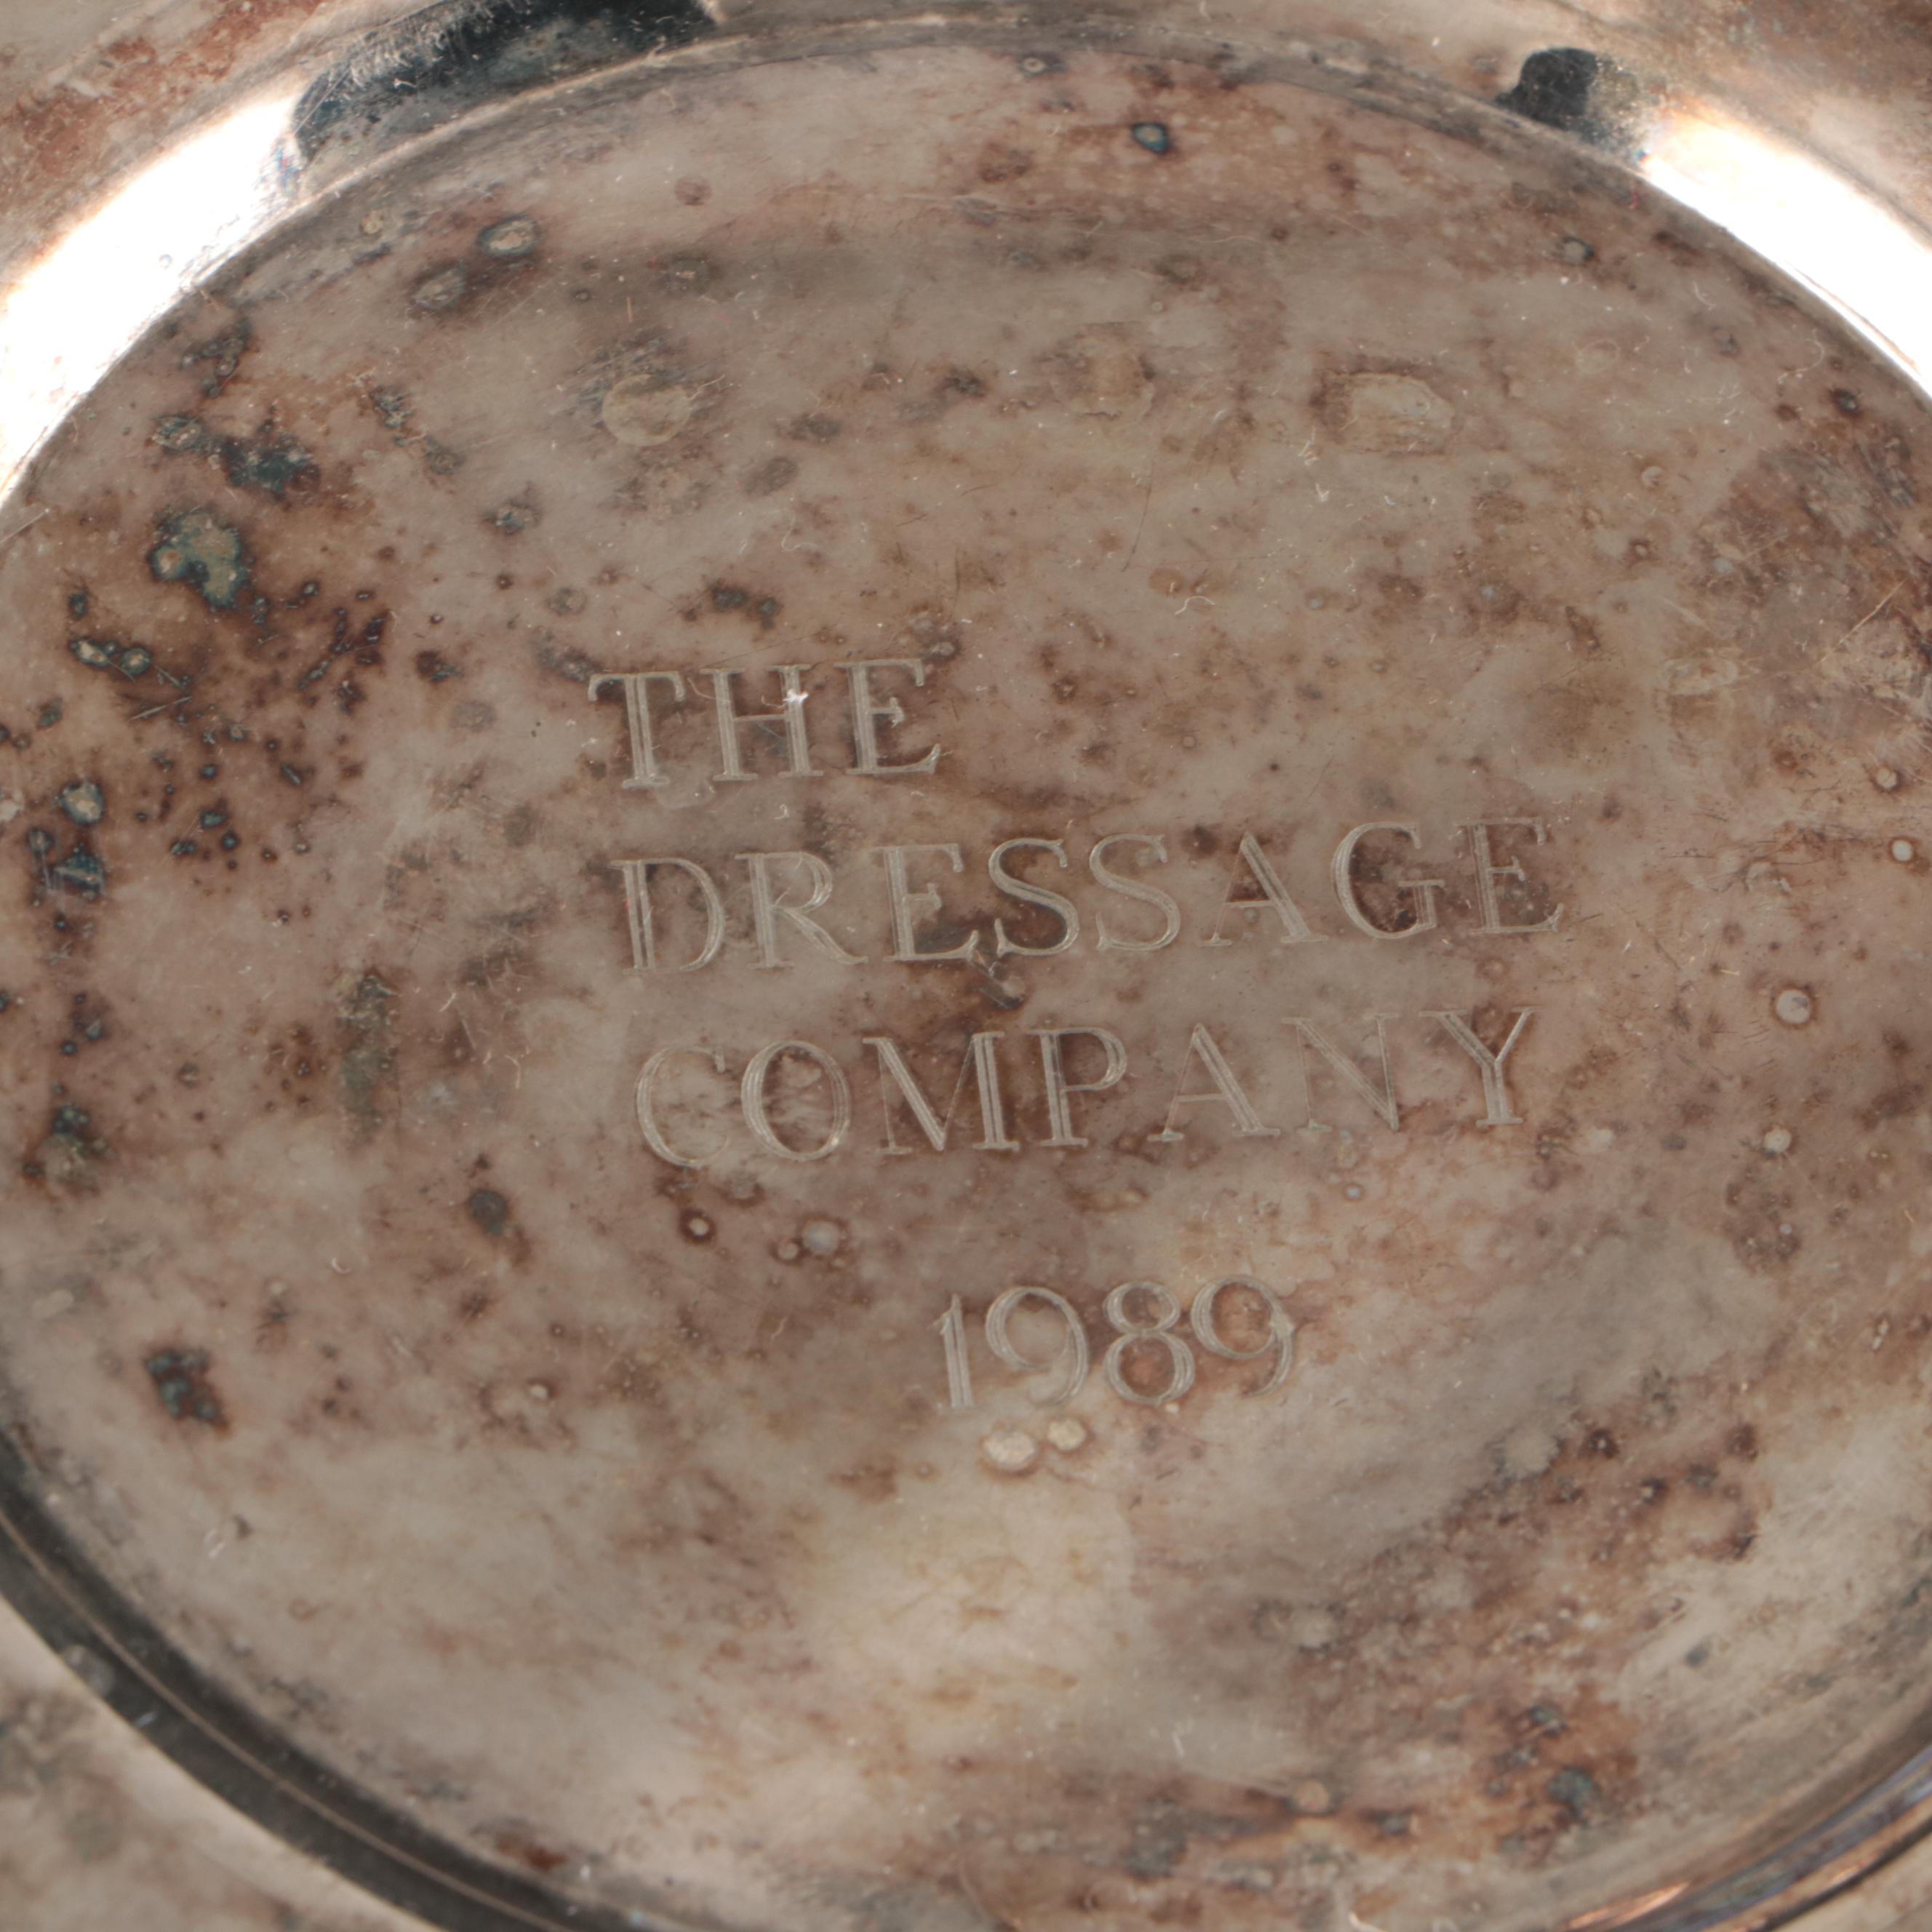 THE
DRESSAGE
COMPANY
1989